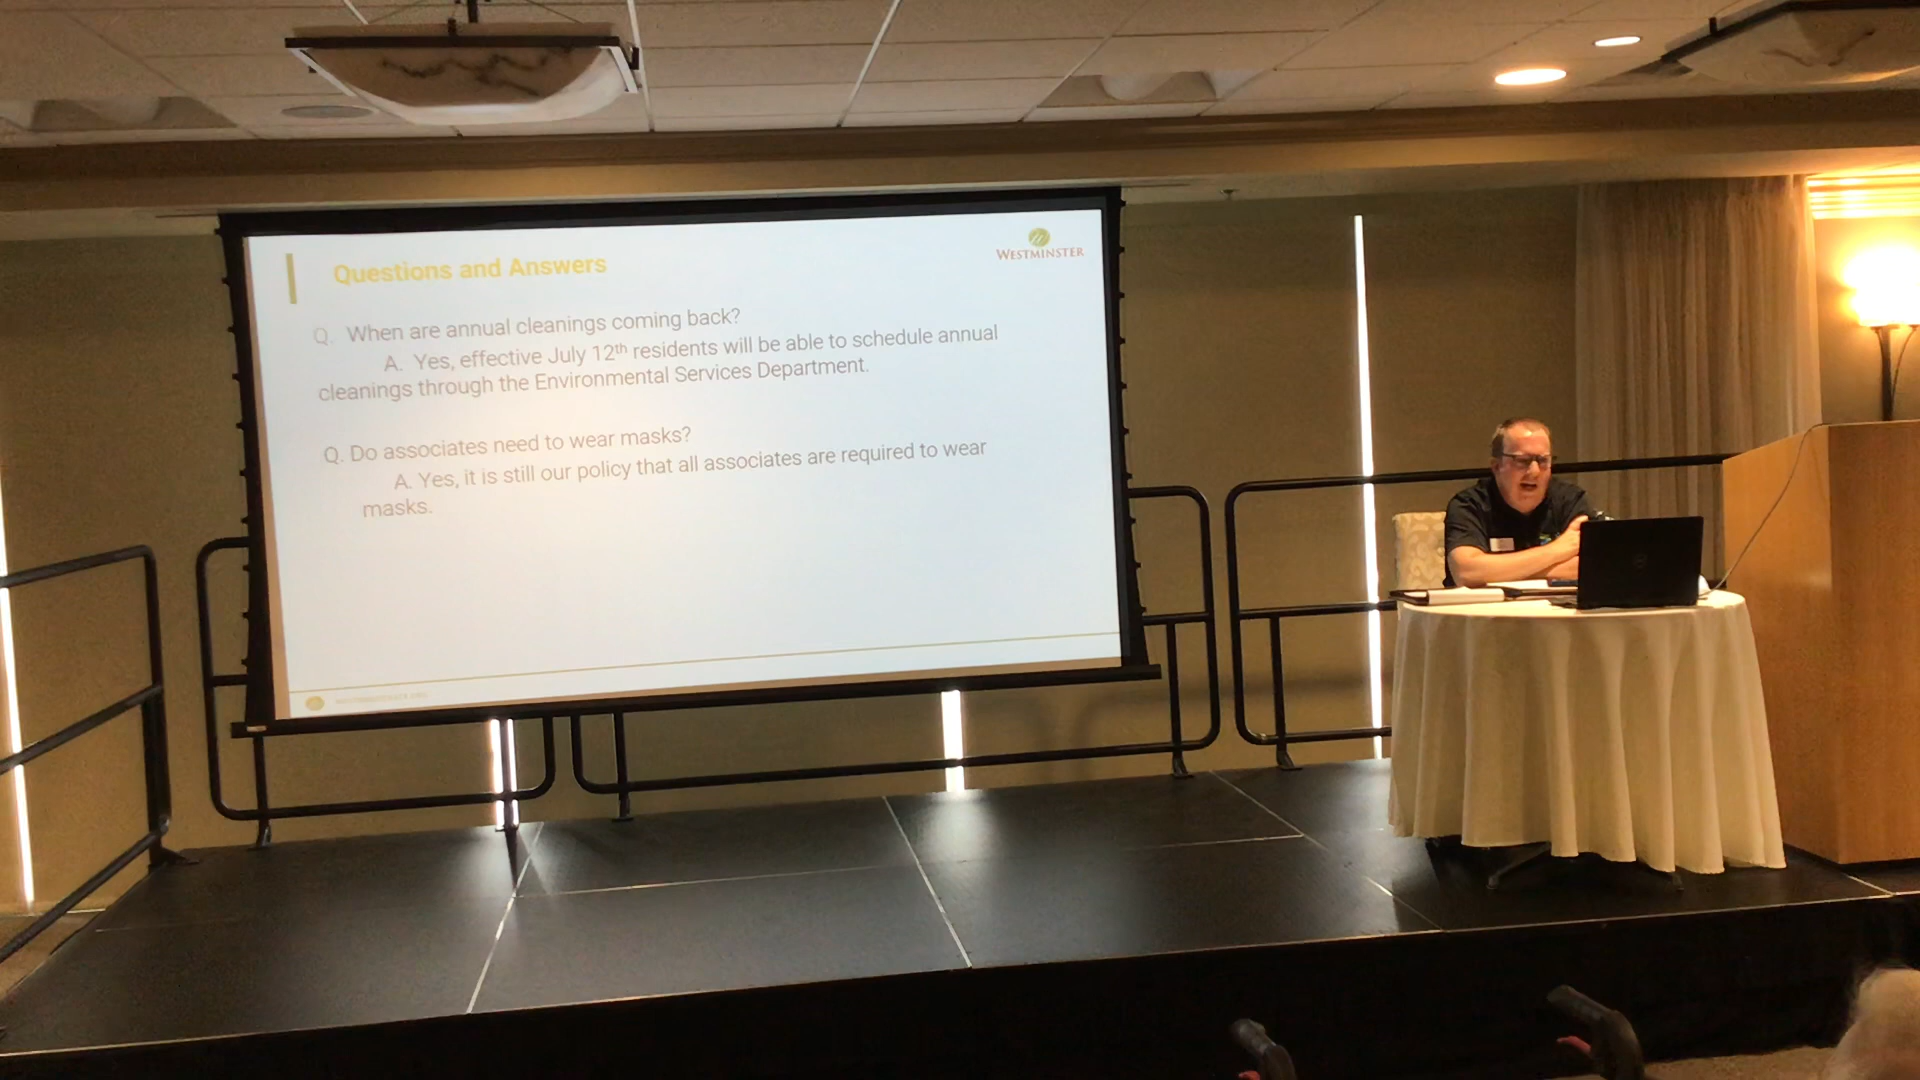 Questions and Answers
WESTMINSTER
Q. When are annual cleanings coming back?
A. Yes, effective July 12th residents will be able to schedule annual
cleanings through the Environmental Services Department.
Q. Do associates need to wear masks?
A. Yes, it is still our policy that all associates are required to wear
masks.